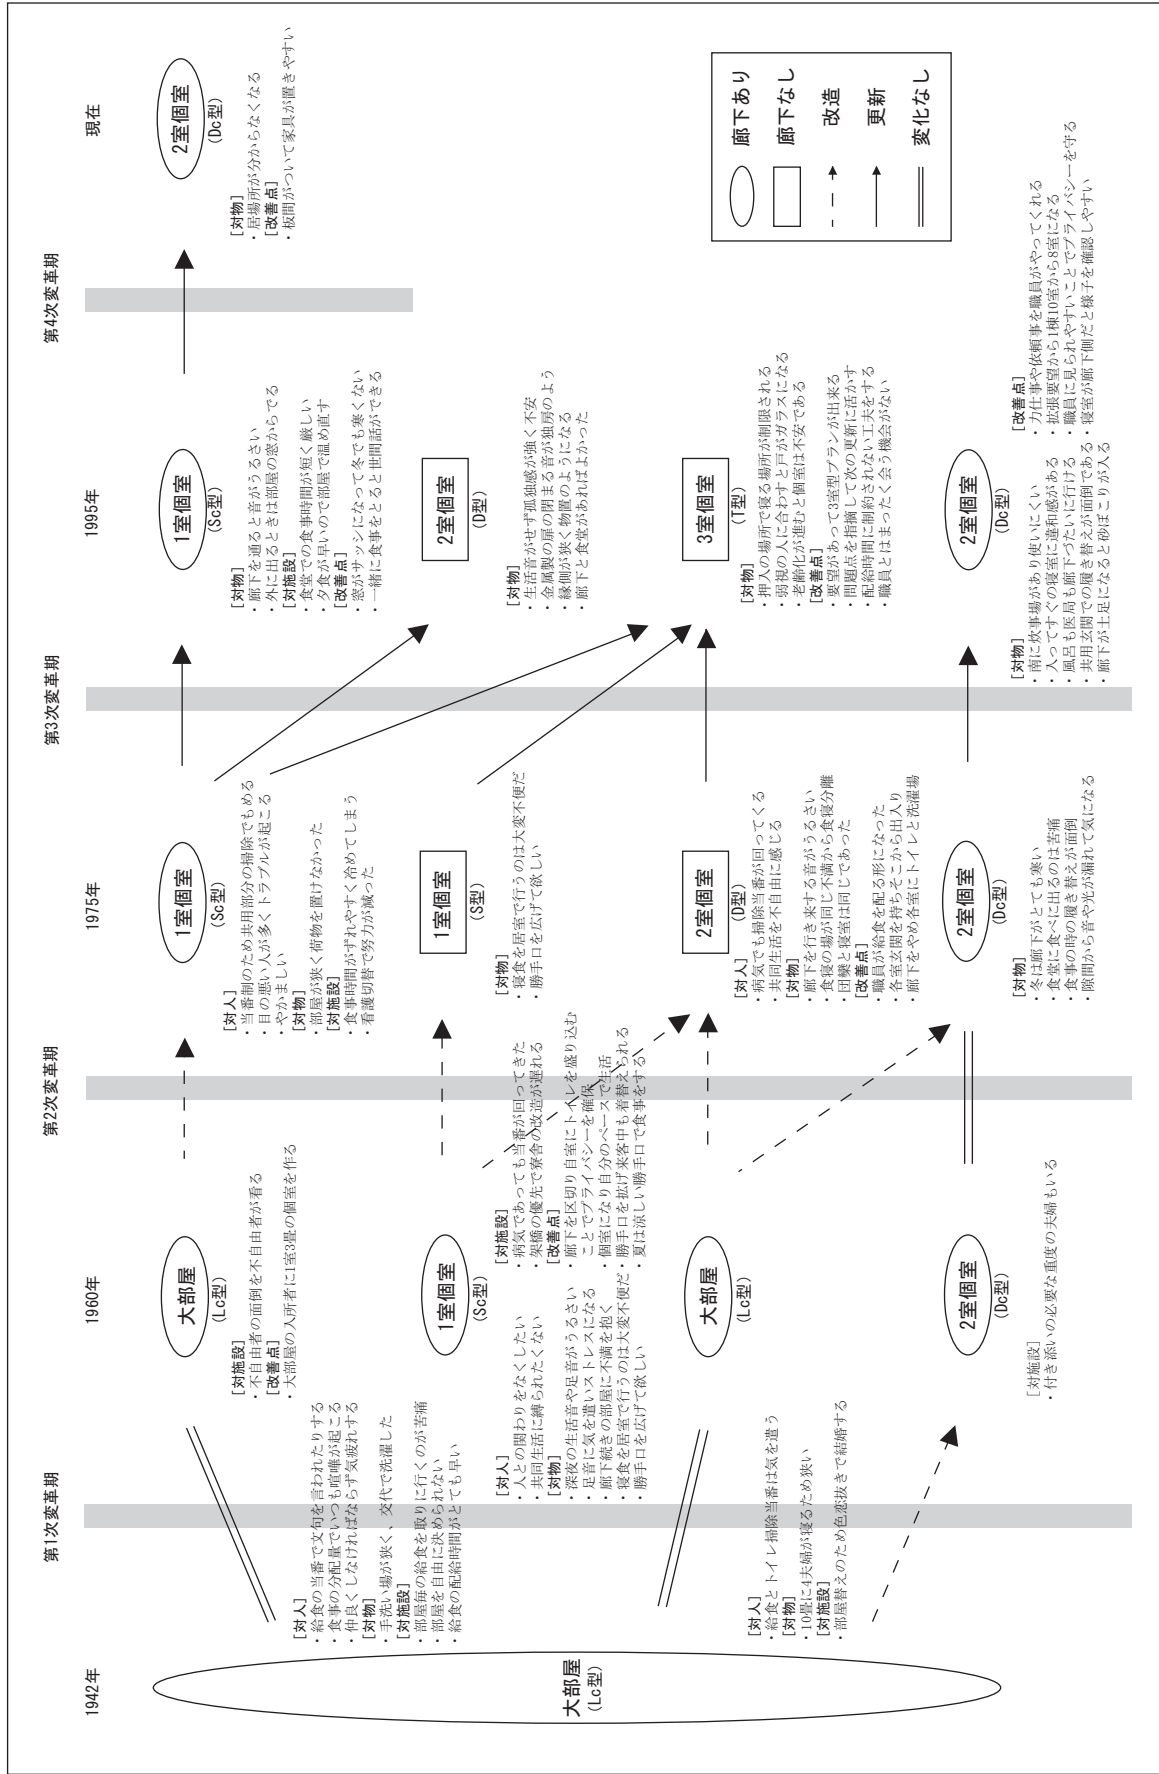 1942年
第1次変革期
1960年
第2次変革期
1975年
第3次変革期
1995年
第4次変革期
現在
大部屋
(Lc型)
[対人]
・給食の当番で文句を言われたりする
・食事の分配量でいつも喧嘩が起こる
・仲良くしなければならず気疲れする
[対物]
・手洗い場が狭く、交代で洗濯した
[対施設]
・部屋毎の給食を取りに行くのが苦痛
・部屋を自由に決められない
・給食の配給時間がとても早い
[対人]
・給食とトイレ掃除当番は気を遣う
[対物]
・10畳に4夫婦が寝るため狭い
[対施設]
・部屋替えのため色恋抜きで結婚する
大部屋
(Lc型)
[対施設]
・不自由者の面倒を不自由者が看る
[改善点]
・大部屋の入所者に1室3畳の個室を作る
1室個室
(Sc型)
[対人]
・人との関わりをなくしたい
・共同生活に縛られたくない
[対物]
・深夜の生活音や足音がうるさい
・足音に気を遣いストレスになる
・廊下続きの部屋に不満を抱く
・寝食を居室で行うのは大変不便だ
・勝手口を広げて欲しい
[対施設]
・病気であっても当番が回ってきた
・架橋の優先で寮舎の改造が遅れる
[改善点]
・廊下を区切り自室にトイレを盛り込む
ことでプライバシーを確保
・個室になり自分のペースで生活
・勝手口を拡げ来客中も着替えられる
・夏は涼しい勝手口で食事をする
大部屋
(Lc型)
2室個室
(Dc型)
[対施設]
・付き添いの必要な重度の夫婦もいる
1室個室
(Sc型)
[対人]
・当番制のため共用部分の掃除でもめる
・目の悪い人が多くトラブルが起こる
・やかましい
[対物]
・部屋が狭く荷物を置けなかった
[対施設]
・食事時間がずれやすく冷めてしまう
・看護切替で努力が減った
1室個室
(S型)
[対物]
・寝食を居室で行うのは大変不便だ
・勝手口を広げて欲しい
2室個室
(D型)
[対人]
・病気でも掃除当番が回ってくる
・共同生活を不自由に感じる
[対物]
・廊下を行き来する音がうるさい
・食寝の場が同じ不満から食寝分離
・団欒と寝室は同じであった
[改善点]
・職員が給食を配る形になった
・各室玄関を持ちそこから出入り
・廊下をやめ各室にトイレと洗濯場
2室個室
(Dc型)
[対物]
・冬は廊下がとても寒い
・食堂に食べに出るのは苦痛
・食事の時の履き替えが面倒
・隙間から音や光が漏れて気になる
1室個室
(Sc型)
[対物]
・廊下を通ると音がうるさい
・外に出るときは部屋の窓からでる
[対施設]
・食堂での食事時間が短く厳しい
・夕食が早いので部屋で温め直す
[改善点]
・窓がサッシになって冬でも寒くない
・一緒に食事をとると世間話ができる
2室個室
(D型)
[対物]
・生活音がせず孤独感が強く不安
・金属製の扉の閉まる音が独房のよう
・縁側が狭く物置のようになる
・廊下と食堂があればよかった
3室個室
(T型)
[対物]
・押入の場所で寝る場所が制限される
・弱視の人に合わすと戸がガラスになる
・老齢化が進むと個室は不安である
[改善点]
・要望があって3室型プランが出来る
・問題点を指摘して次の更新に活かす
・配給時間に制約されない工夫をする
・職員とはまったく会う機会がない
2室個室
(Dc型)
[対物]
・南に炊事場があり使いにくい
・入ってすぐの寝室に違和感がある
・風呂も医局も廊下づたいに行ける
・共用玄関での履き替えが面倒である
・廊下が土足になると砂ぼこりが入る
[改善点]
・力仕事や依頼事を職員がやってくれる
・拡張要望から1棟10室から8室になる
・職員に見られやすいことでプライバシーを守る
・寝室が廊下側だと様子を確認しやすい
2室個室
(Dc型)
[対物]
・居場所が分からなくなる
[改善点]
・板間がついて家具が置きやすい
廊下あり
廊下なし
改造
更新
変化なし